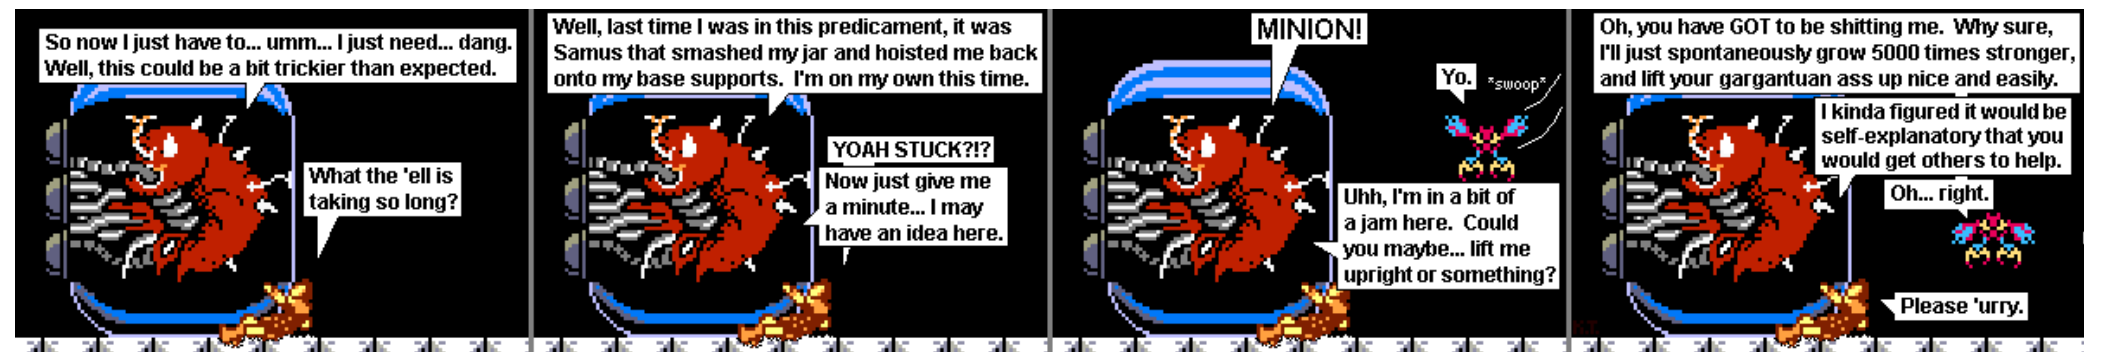 So now I just have to... umm... I just need... dang.
Well, this could be a bit trickier than expected.
What the 'ell is
taking so long?
Well, last time I was in this predicament, it was
Samus that smashed my jar and hoisted me back
onto my base supports.  I'm on my own this time.
YOAH STUCK?!?
Now just give me
a minute... I may
have an idea here.
MINION!
Yo.
*swoop*
Uhh, I'm in a bit of
a jam here.  Could
you maybe... lift me
upright or something?
Oh, you have GOT to be shitting me.  Why sure,
I'll just spontaneously grow 5000 times stronger,
and lift your gargantuan ass up nice and easily.
I kinda figured it would be
self-explanatory that you
would get others to help.
Oh... right.
Please 'urry.